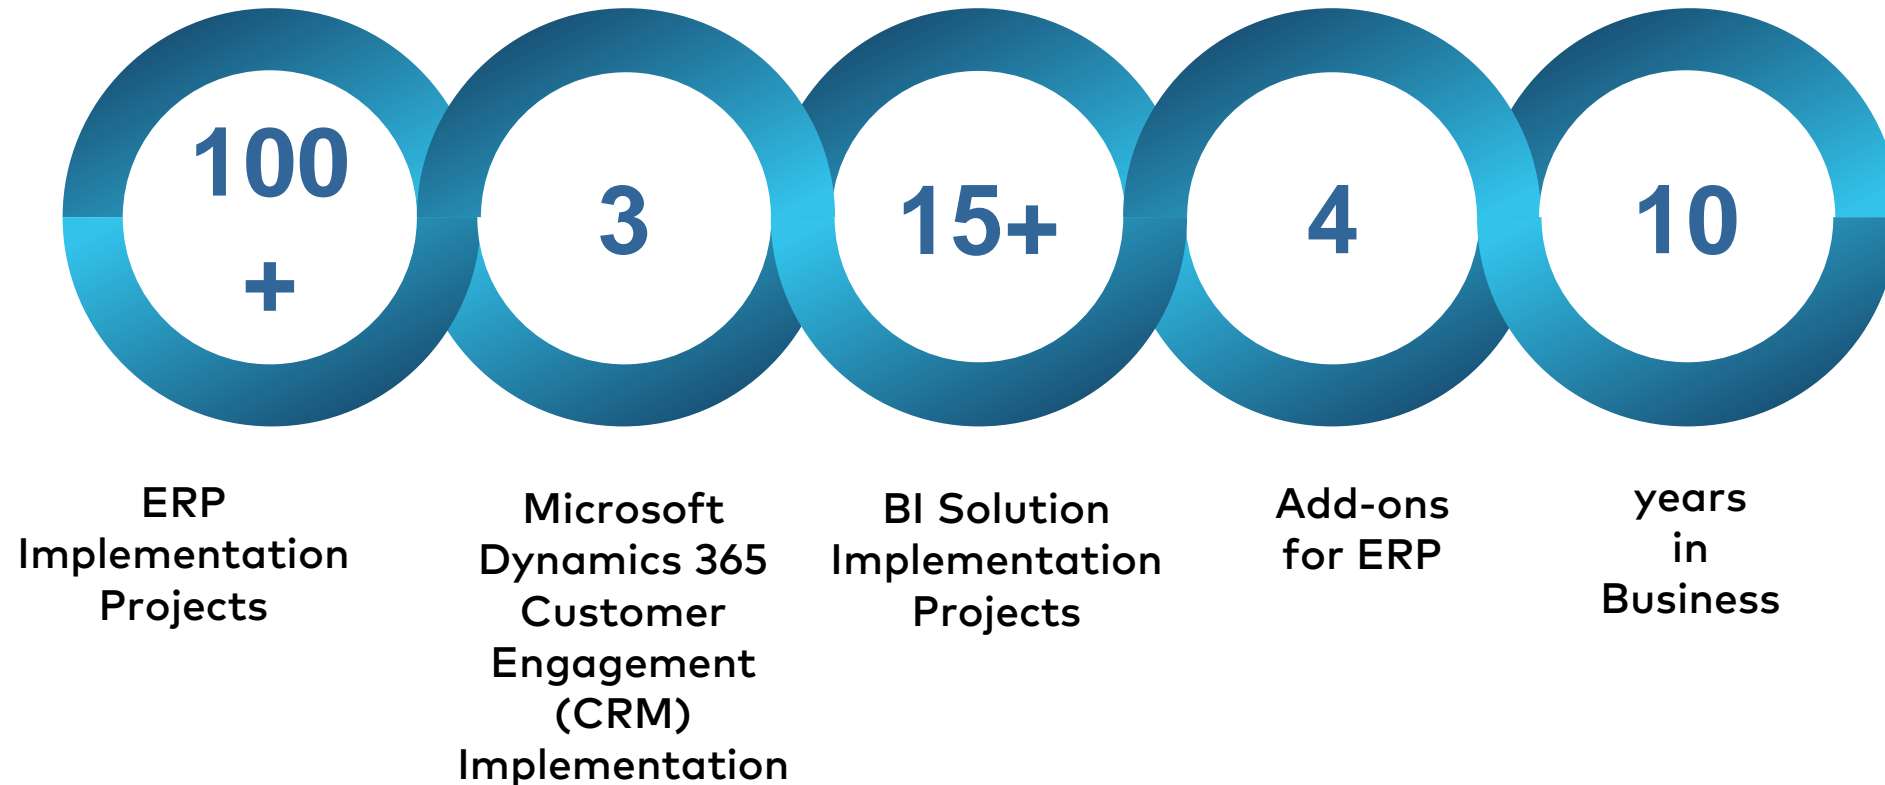 100
+
3
15+
4
10
ERP
Implementation
Projects
Microsoft
Dynamics 365
Customer
Engagement
(CRM)
Implementation
BI Solution
Implementation
Projects
Add-ons
for ERP
years
in
Business